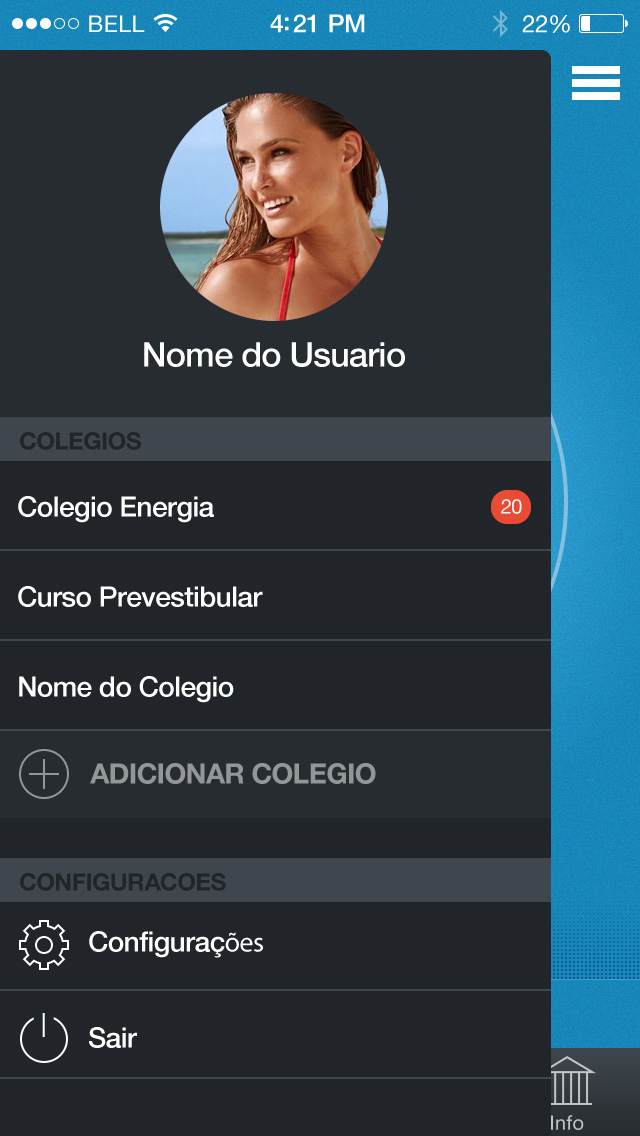 BELL 4:21 PM 22%
Nome do Usuario
COLEGIOS
Colegio Energia 20
Curso Prevestibular
Nome do Colegio
ADICIONAR COLEGIO
CONFIGURACOES
Configurações
Sair
Info